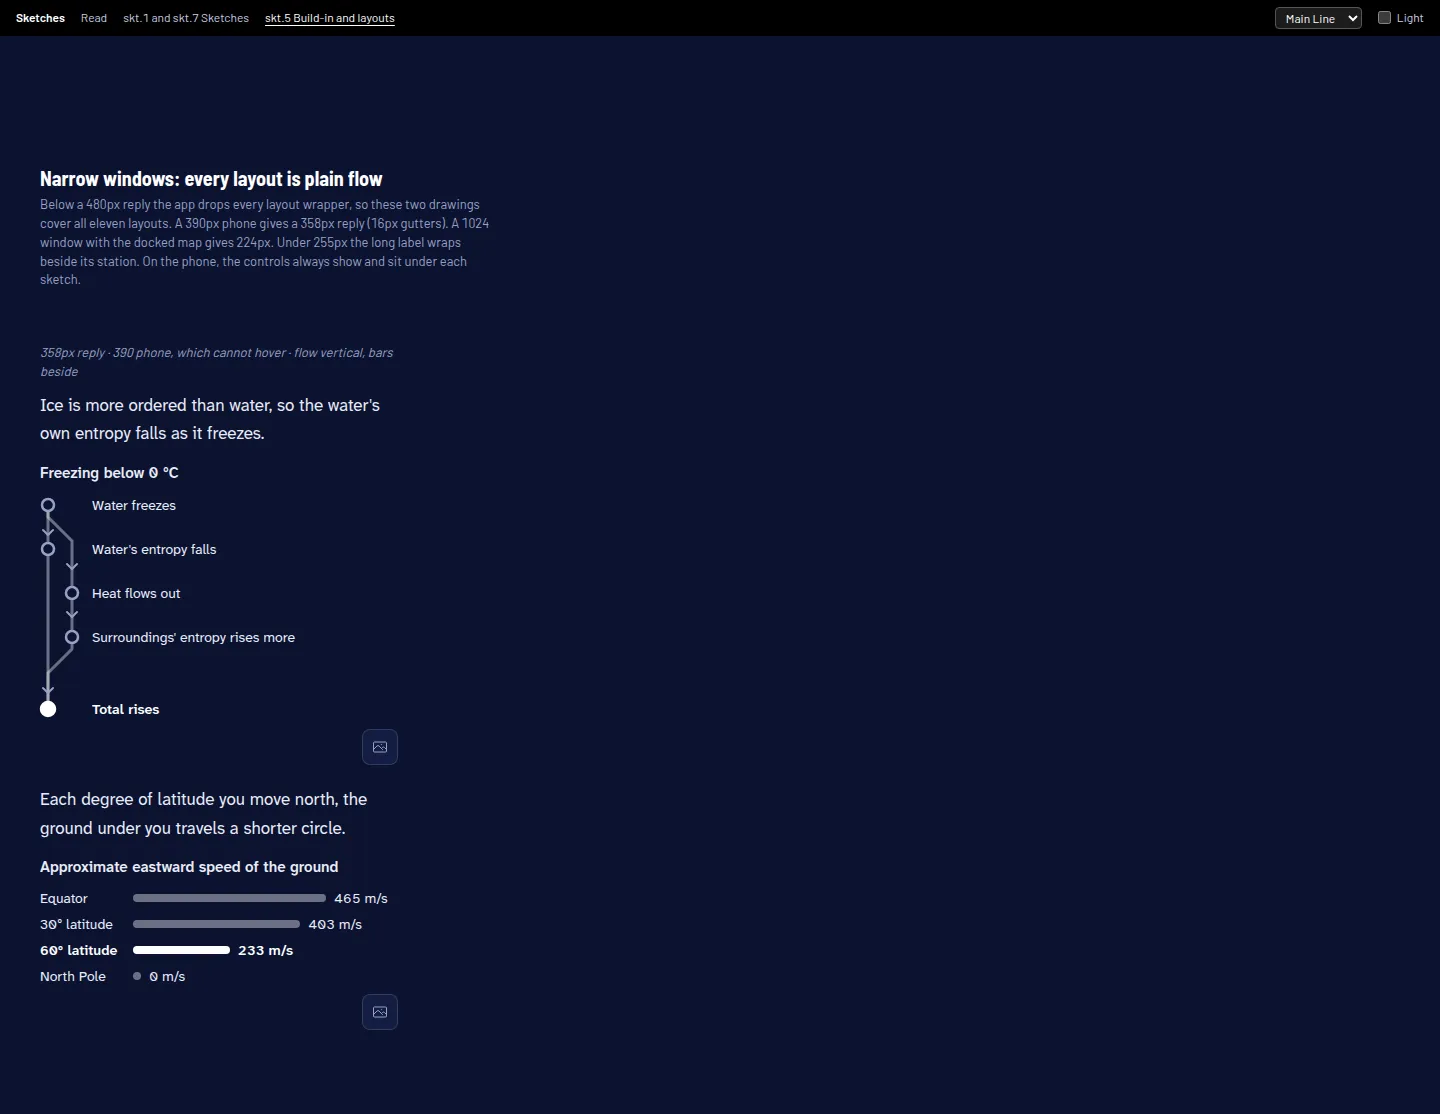 Sketches Read skt.1 and skt.7 Sketches skt.5 Build-in and layouts Main Line Light
Narrow windows: every layout is plain flow
Below a 480px reply the app drops every layout wrapper, so these two drawings
cover all eleven layouts. A 390px phone gives a 358px reply (16px gutters). A 1024
window with the docked map gives 224px. Under 255px the long label wraps
beside its station. On the phone, the controls always show and sit under each
sketch.
358px reply · 390 phone, which cannot hover · flow vertical, bars
beside
Ice is more ordered than water, so the water's
own entropy falls as it freezes.
Freezing below 0 °C
Water freezes
Water's entropy falls
Heat flows out
Surroundings' entropy rises more
Total rises
Each degree of latitude you move north, the
ground under you travels a shorter circle.
Approximate eastward speed of the ground
Equator 465 m/s
30° latitude 403 m/s
60° latitude 233 m/s
North Pole 0 m/s